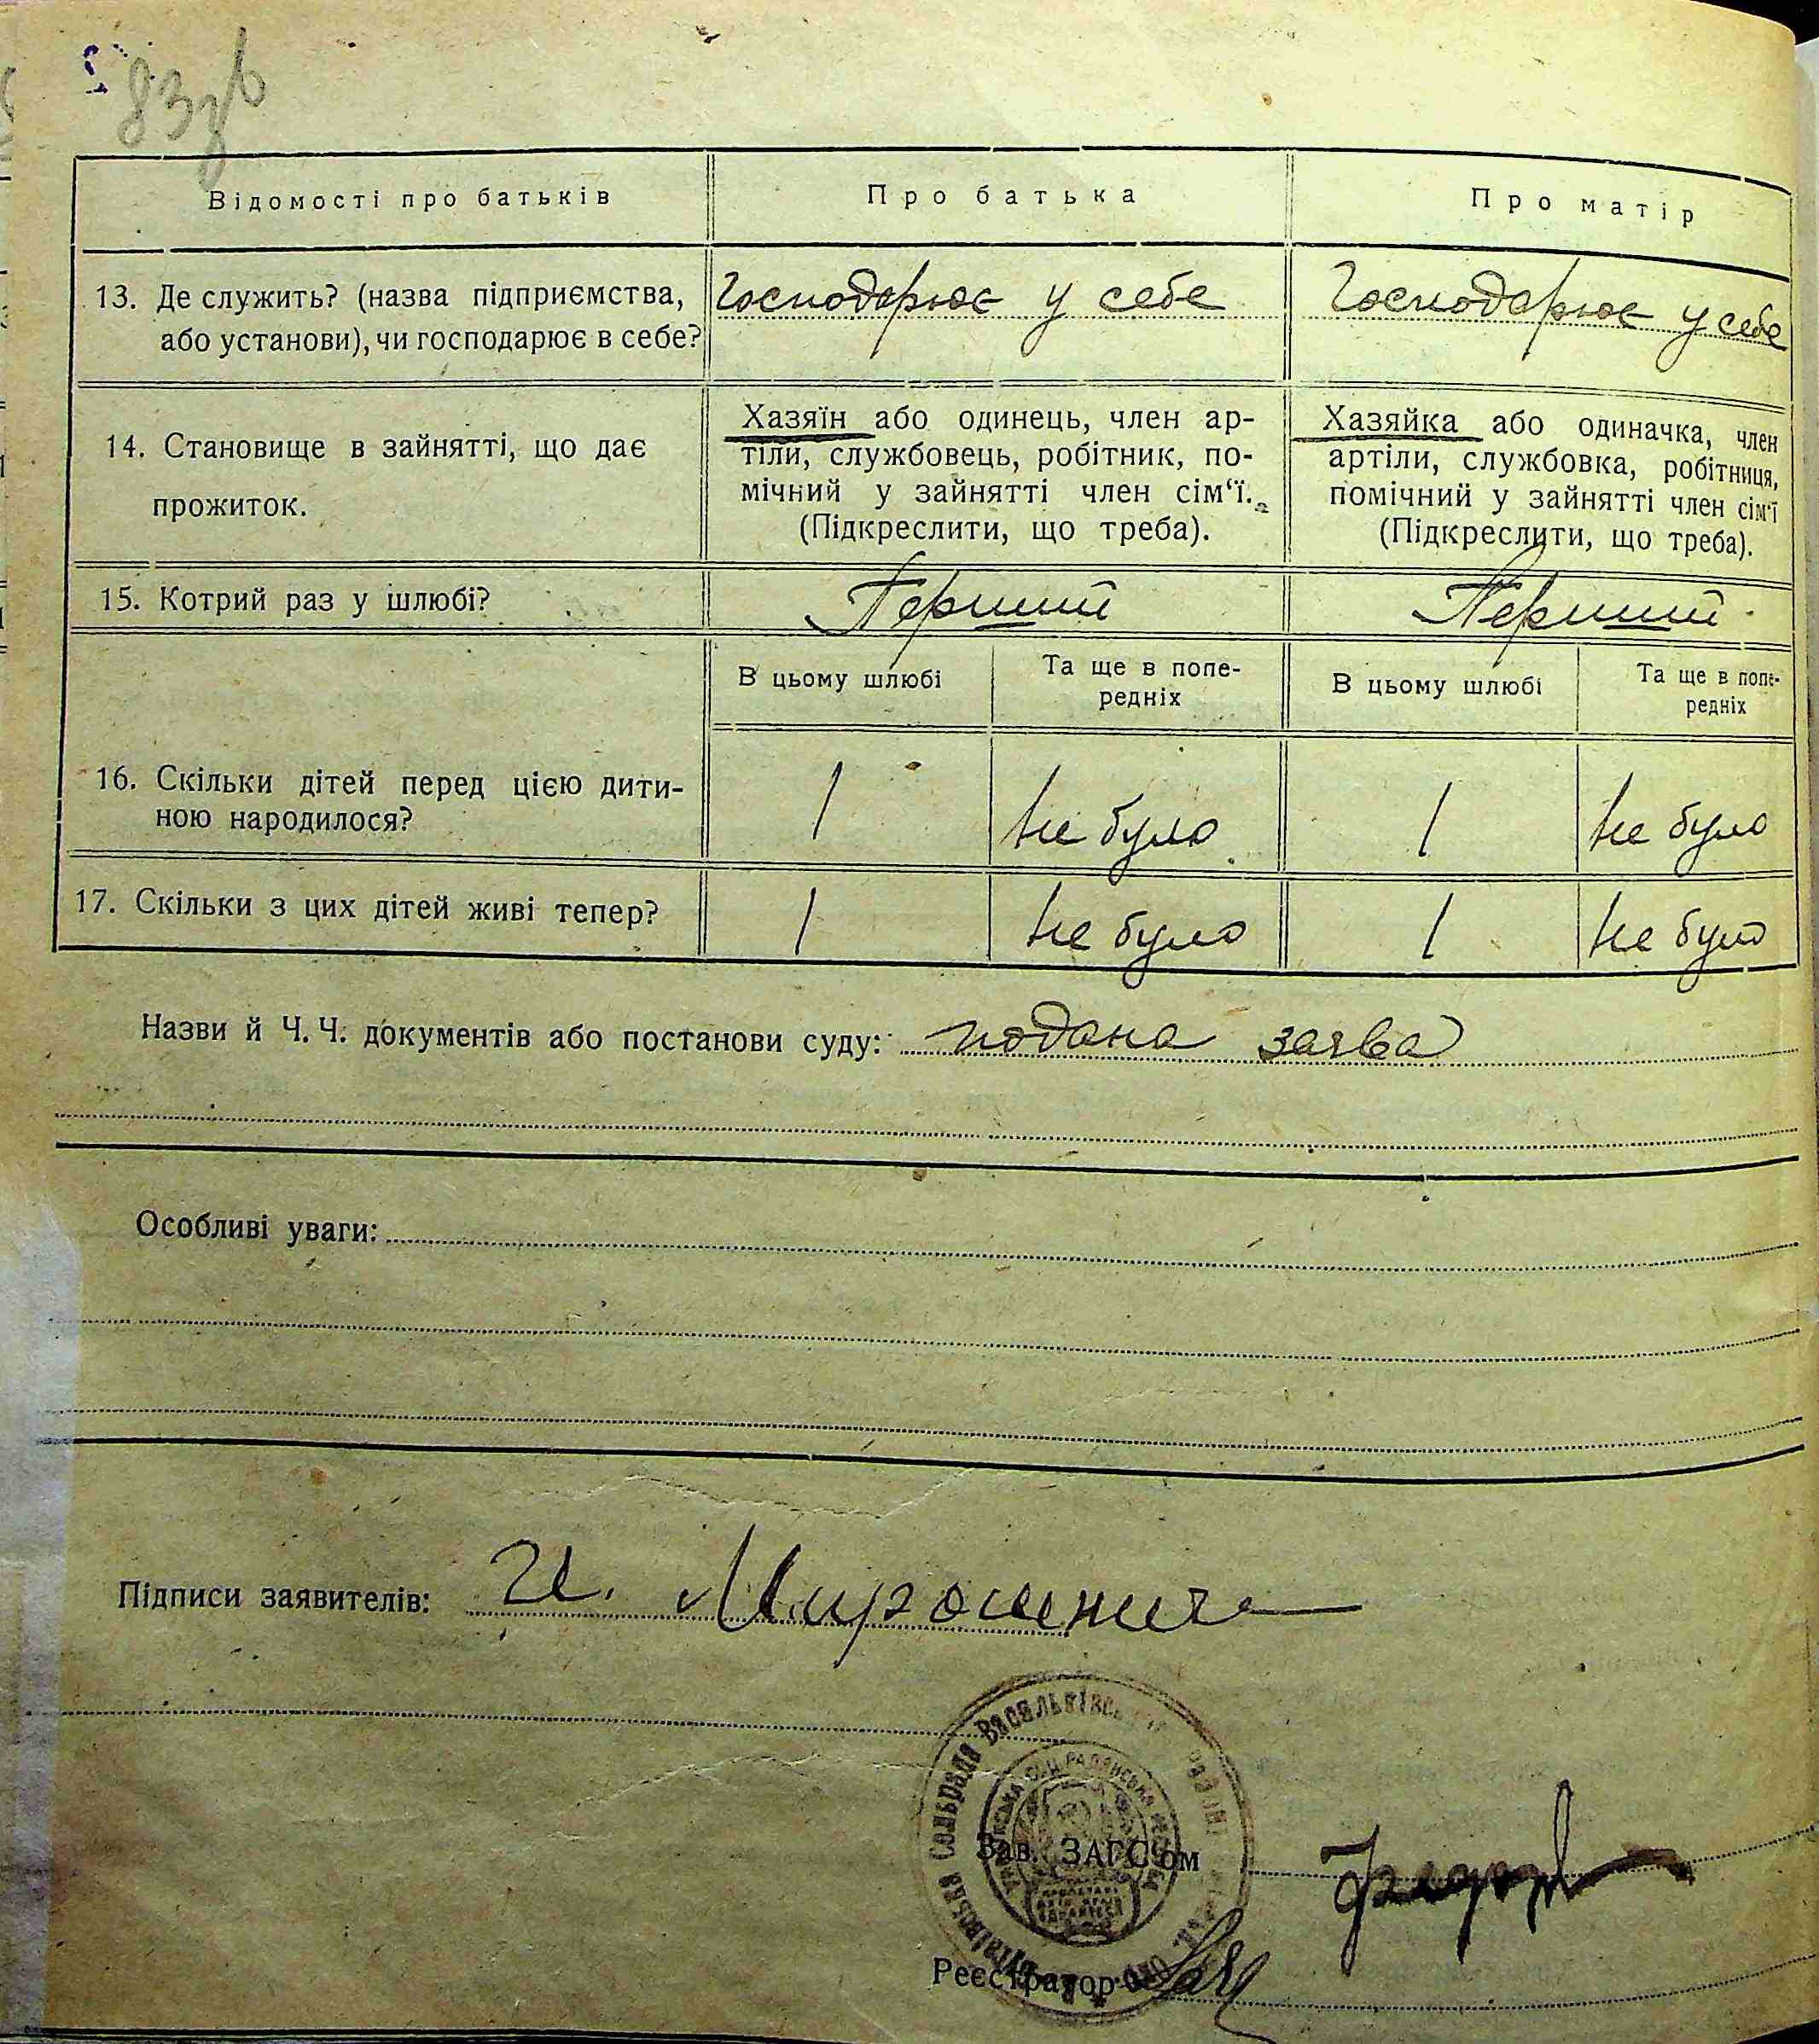 83зв
Відомості про батьків
Про батька
Про матір
13. Де служить? (назва підприємства,
або установи), чи господарює в себе?
Господарює у себе
Господарює у себе
14. Становище в зайнятті, що дає
прожиток.
Хазяїн або одинець, член ар-
тіли, службовець, робітник, по-
мічний у зайнятті член сім‘ї.
(Підкреслити, що треба).
Хазяйка або одиначка, член
артіли, службовка, робітниця,
помічний у зайнятті член сім‘ї
(Підкреслити, що треба).
15. Котрий раз у шлюбі?
Перший
Перший
В цьому шлюбі
Та ще в попе-
редніх
В цьому шлюбі
Та ще в попе-
редніх
16. Скільки дітей перед цією дити-
ною народилося?
1
не було
1
не було
17. Скільки з цих дітей живі тепер?
1
не було
1
не було
Назви й Ч. Ч. документів або постанови суду: подана заява
Особливі уваги:
Підписи заявителів: И. Мирошнич
Сельрада Васильківського
Зав. ЗАГС‘ом
Реєстратор